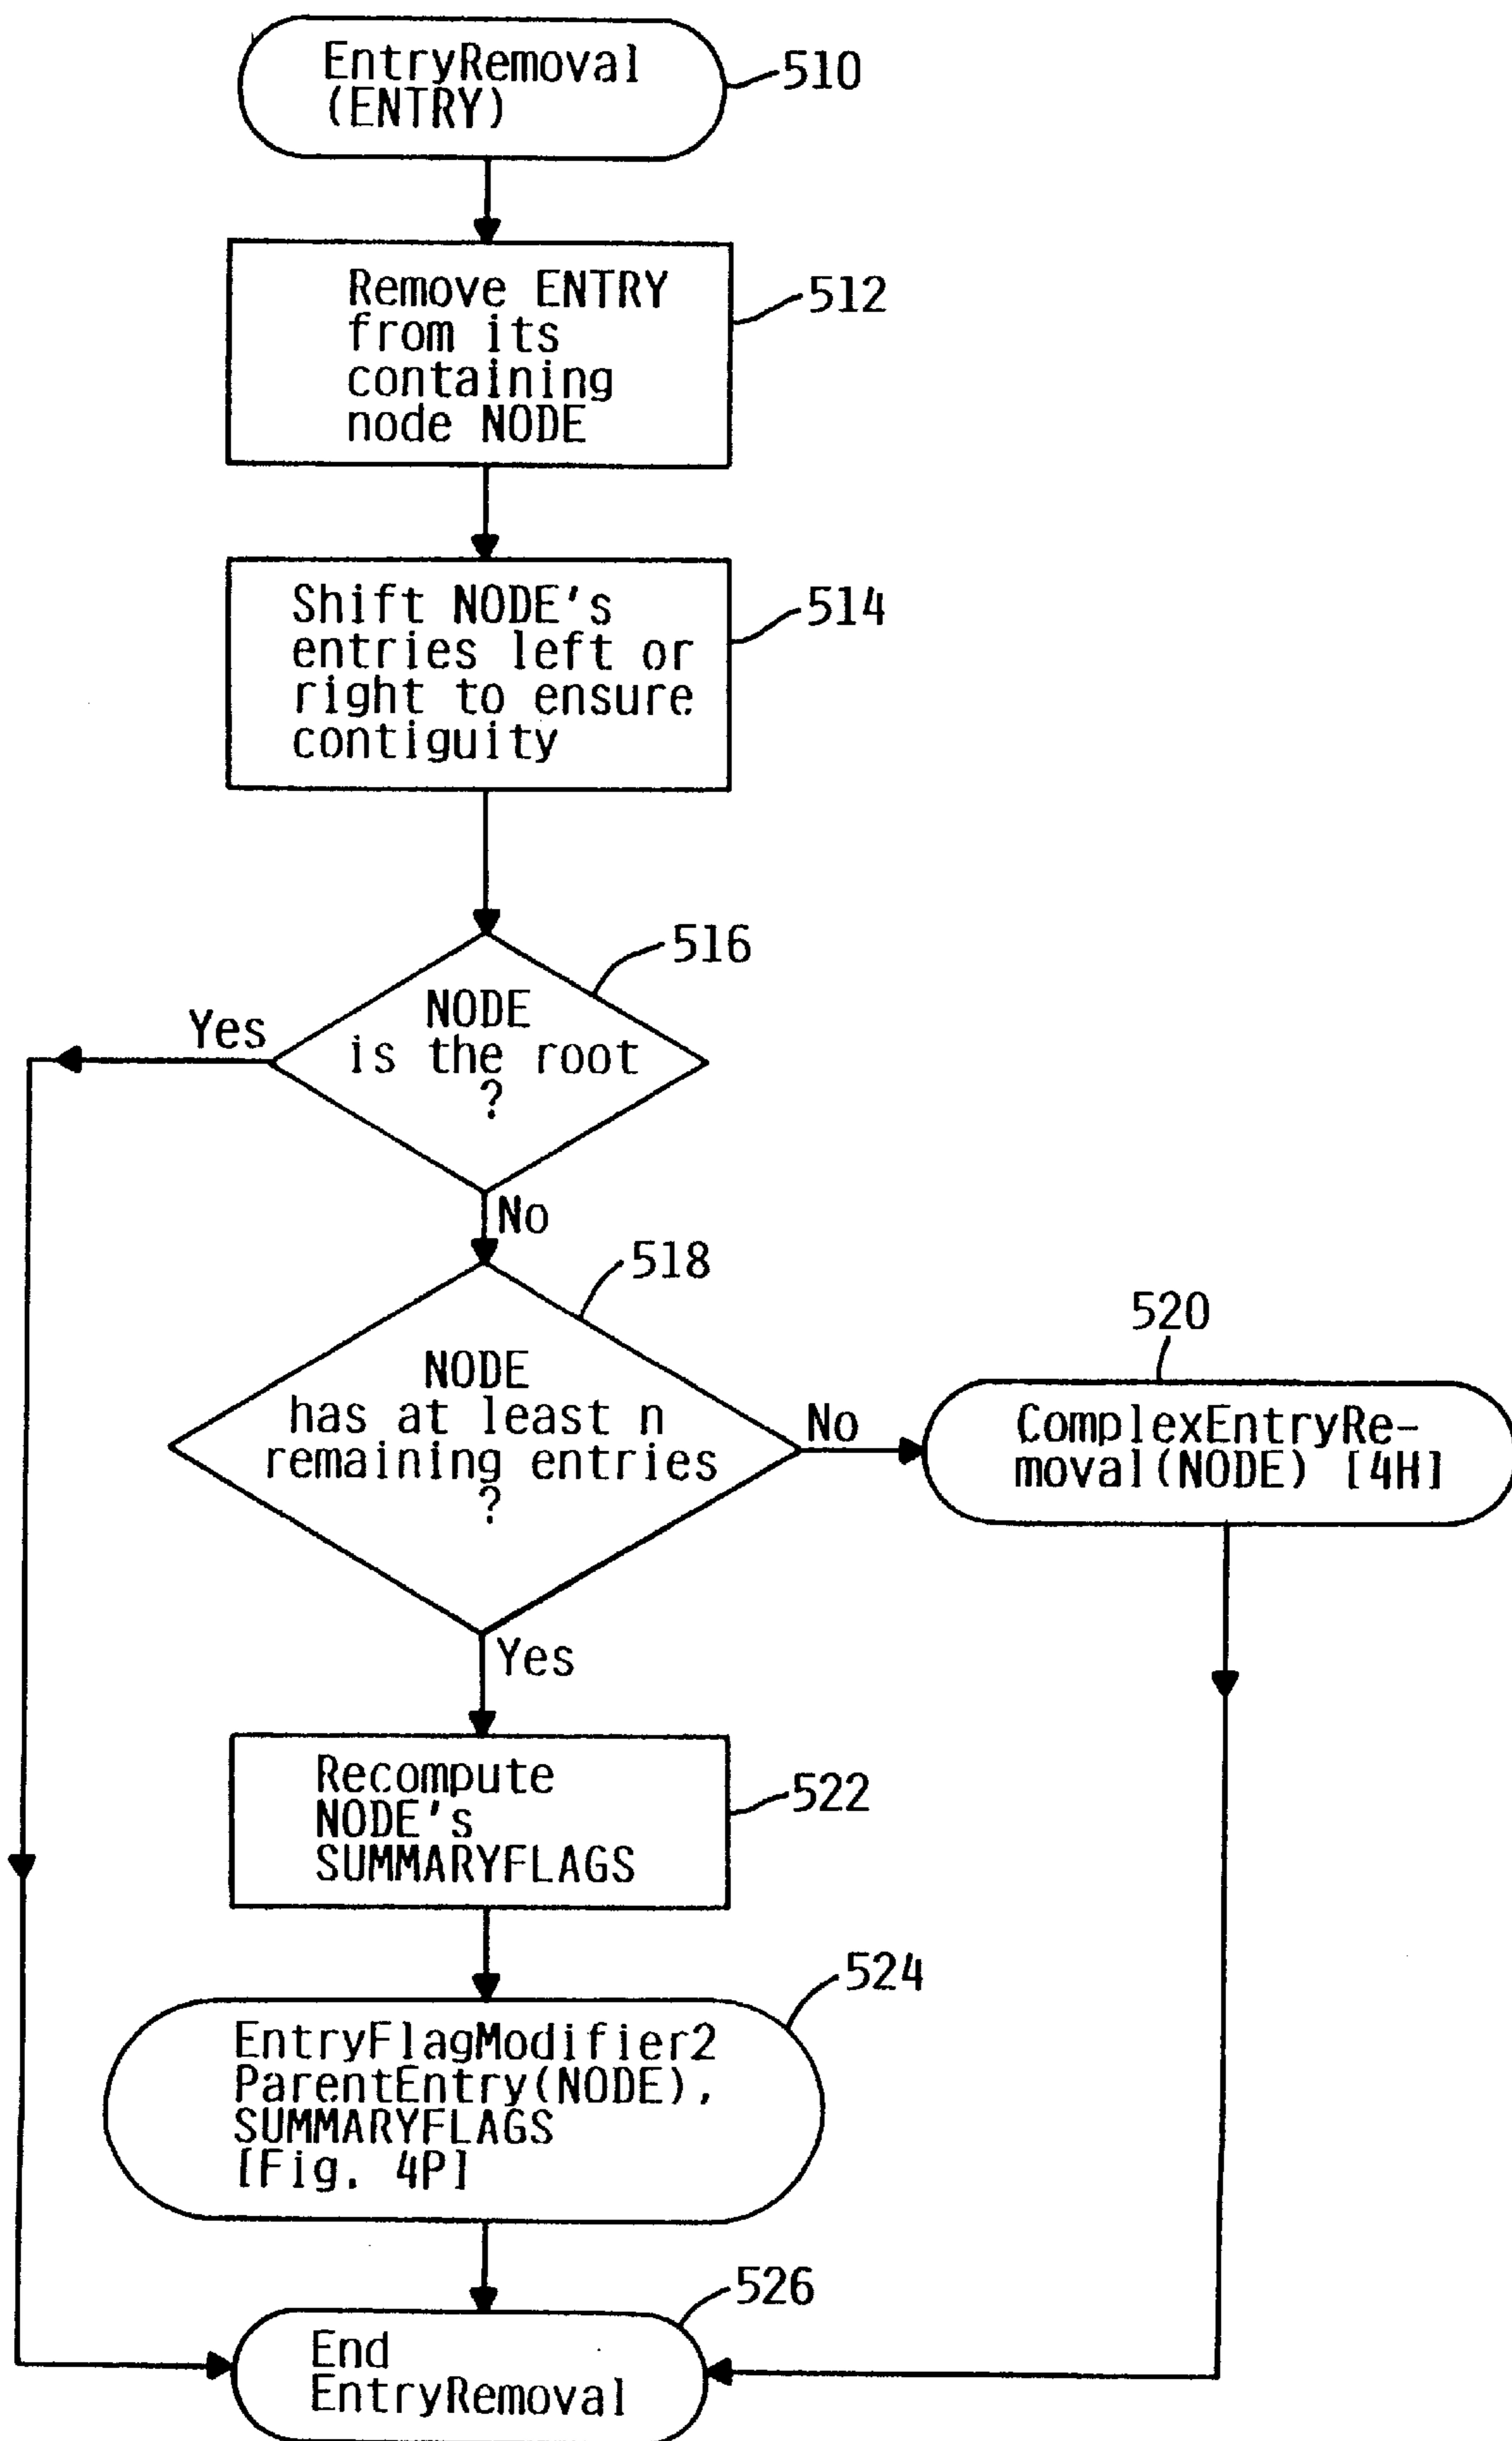 EntryRemoval
(ENTRY)
510
Remove ENTRY
from its
containing
node NODE
512
Shift NODE's
entries left or
right to ensure
contiguity
514
516
NODE
is the root
?
Yes
No
518
NODE
has at least n
remaining entries
?
No
520
ComplexEntryRe-
moval(NODE) [4H]
Yes
Recompute
NODE's
SUMMARYFLAGS
522
524
EntryFlagModifier2
ParentEntry(NODE),
SUMMARYFLAGS
[Fig. 4P]
526
End
EntryRemoval